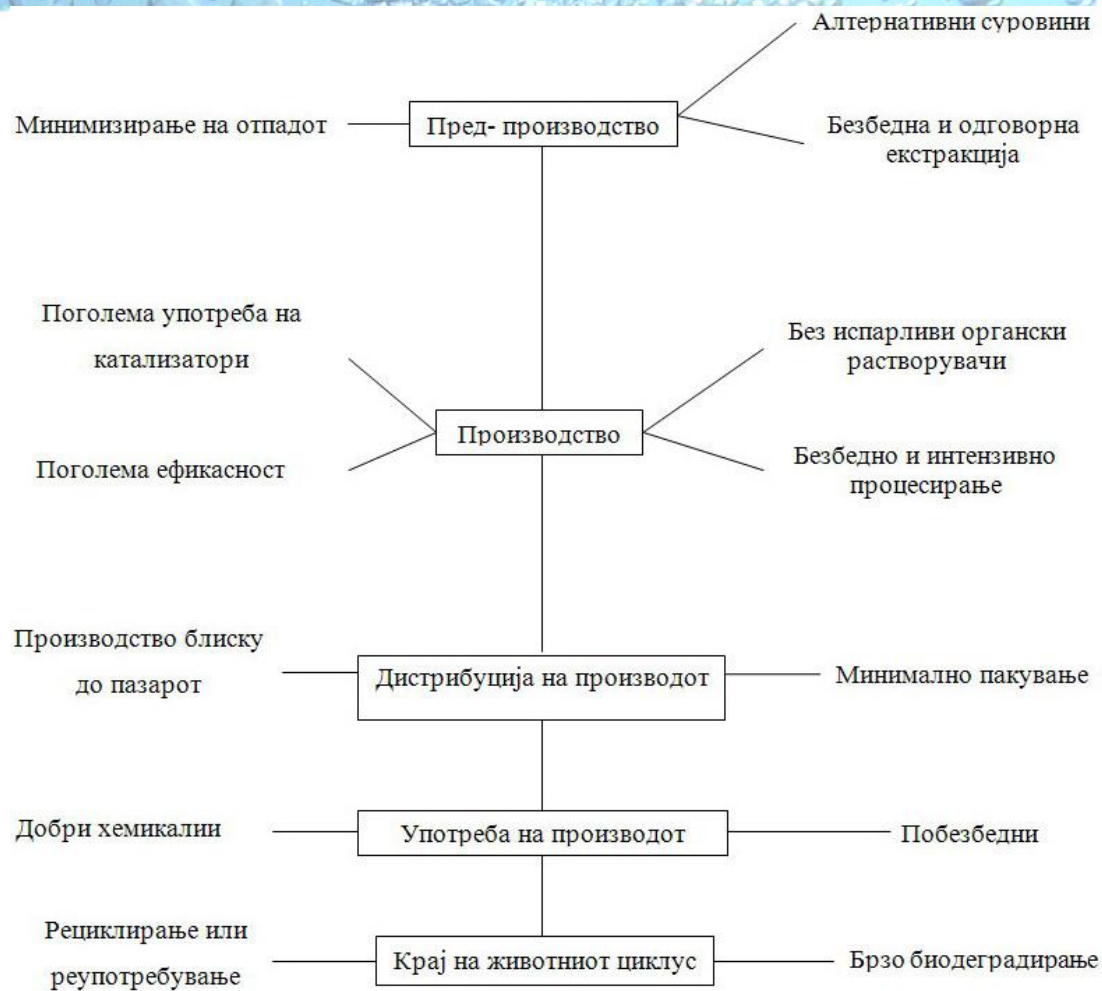 Алтернативни суровини
Минимизирање на отпадот
Пред- производство
Безбедна и одговорна
екстракција
Поголема употреба на
катализатори
Без испарливи органски
растворувачи
Производство
Поголема ефикасност
Безбедно и интензивно
процесирање
Производство блиску
до пазарот
Дистрибуција на производот
Минимално пакување
Добри хемикалии
Употреба на производот
Побезбедни
Рециклирање или
реупотребување
Крај на животниот циклус
Брзо биодеградирање